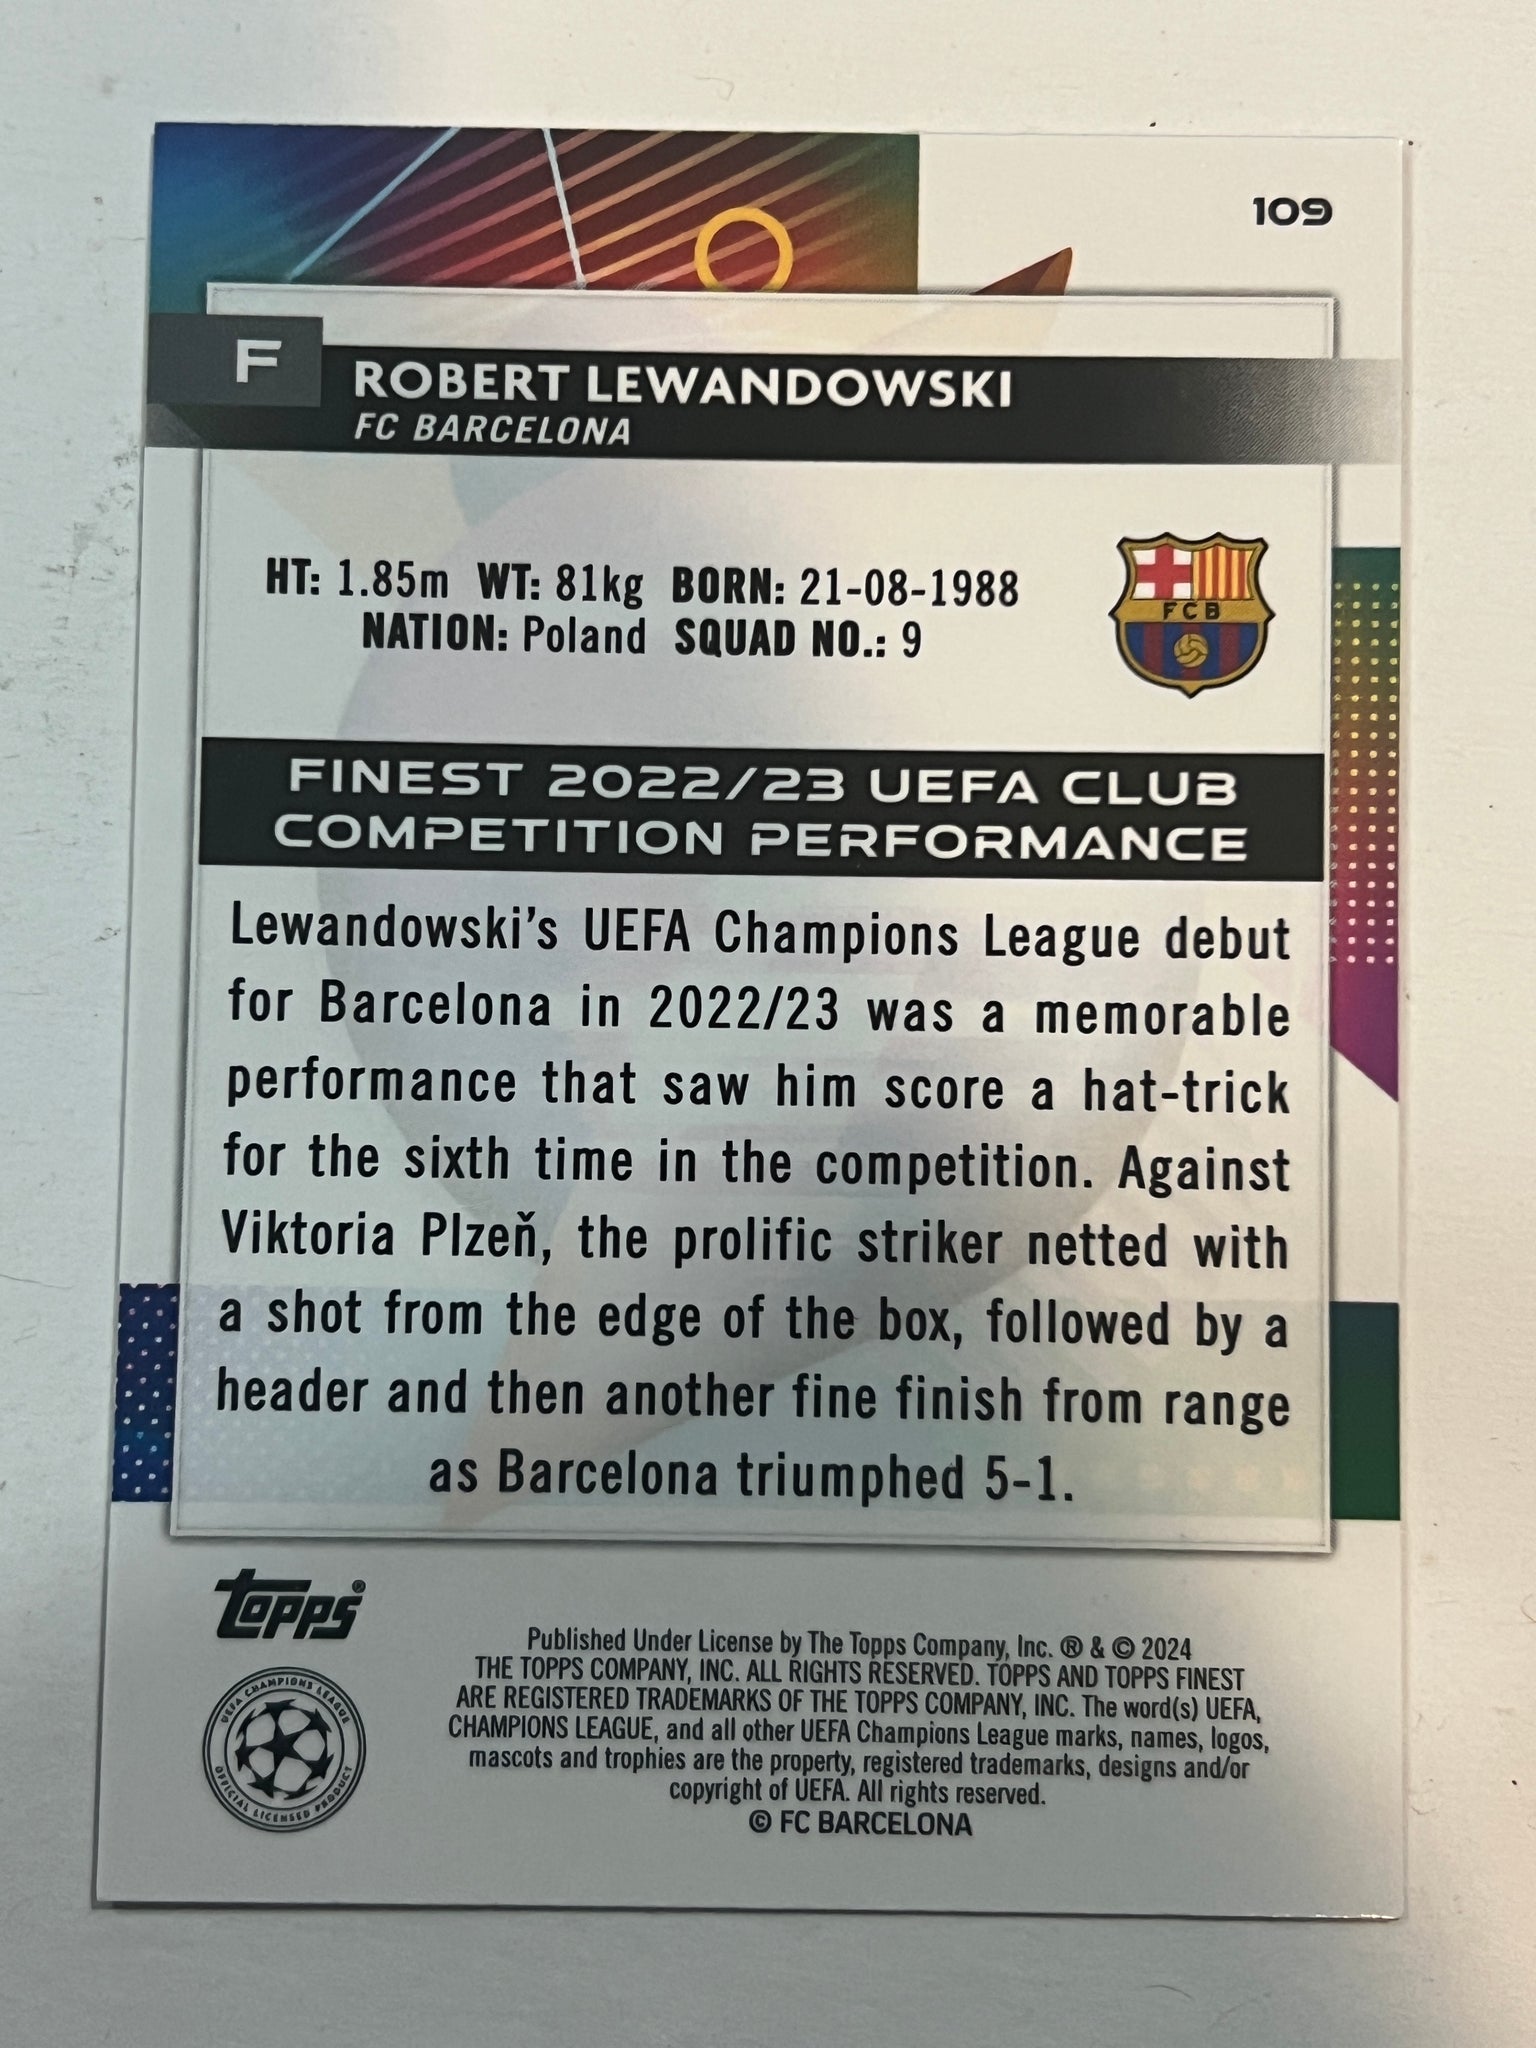 109
F
ROBERT LEWANDOWSKI
FC BARCELONA
HT: 1.85m WT: 81kg BORN: 21-08-1988
NATION: Poland SQUAD NO.: 9
FCB
FINEST 2022/23 UEFA CLUB
COMPETITION PERFORMANCE
Lewandowski's UEFA Champions League debut
for Barcelona in 2022/23 was a memorable
performance that saw him score a hat-trick
for the sixth time in the competition. Against
Viktoria Plzeň, the prolific striker netted with
a shot from the edge of the box, followed by a
header and then another fine finish from range
as Barcelona triumphed 5-1.
topps®
UEFA CHAMPIONS LEAGUE
OFFICIAL LICENSED PRODUCT
Published Under License by The Topps Company, Inc. ® & © 2024
THE TOPPS COMPANY, INC. ALL RIGHTS RESERVED. TOPPS AND TOPPS FINEST
ARE REGISTERED TRADEMARKS OF THE TOPPS COMPANY, INC. The word(s) UEFA,
CHAMPIONS LEAGUE, and all other UEFA Champions League marks, names, logos,
mascots and trophies are the property, registered trademarks, designs and/or
copyright of UEFA. All rights reserved.
© FC BARCELONA